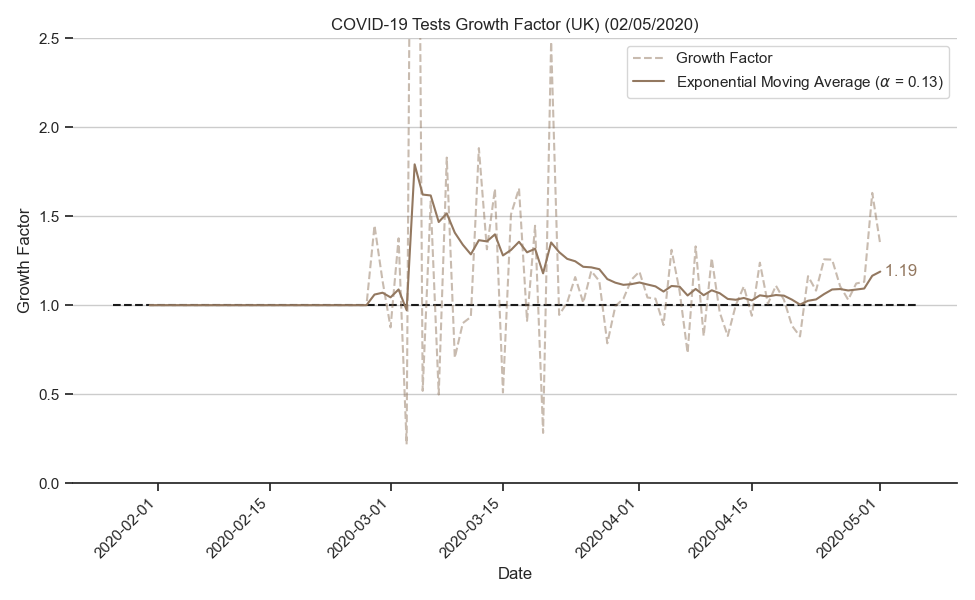 COVID-19 Tests Growth Factor (UK) (02/05/2020)
Growth Factor
Exponential Moving Average (α = 0.13)
2.5
2.0
1.5
1.0
0.5
0.0
Growth Factor
1.19
2020-02-01
2020-02-15
2020-03-01
2020-03-15
2020-04-01
2020-04-15
2020-05-01
Date